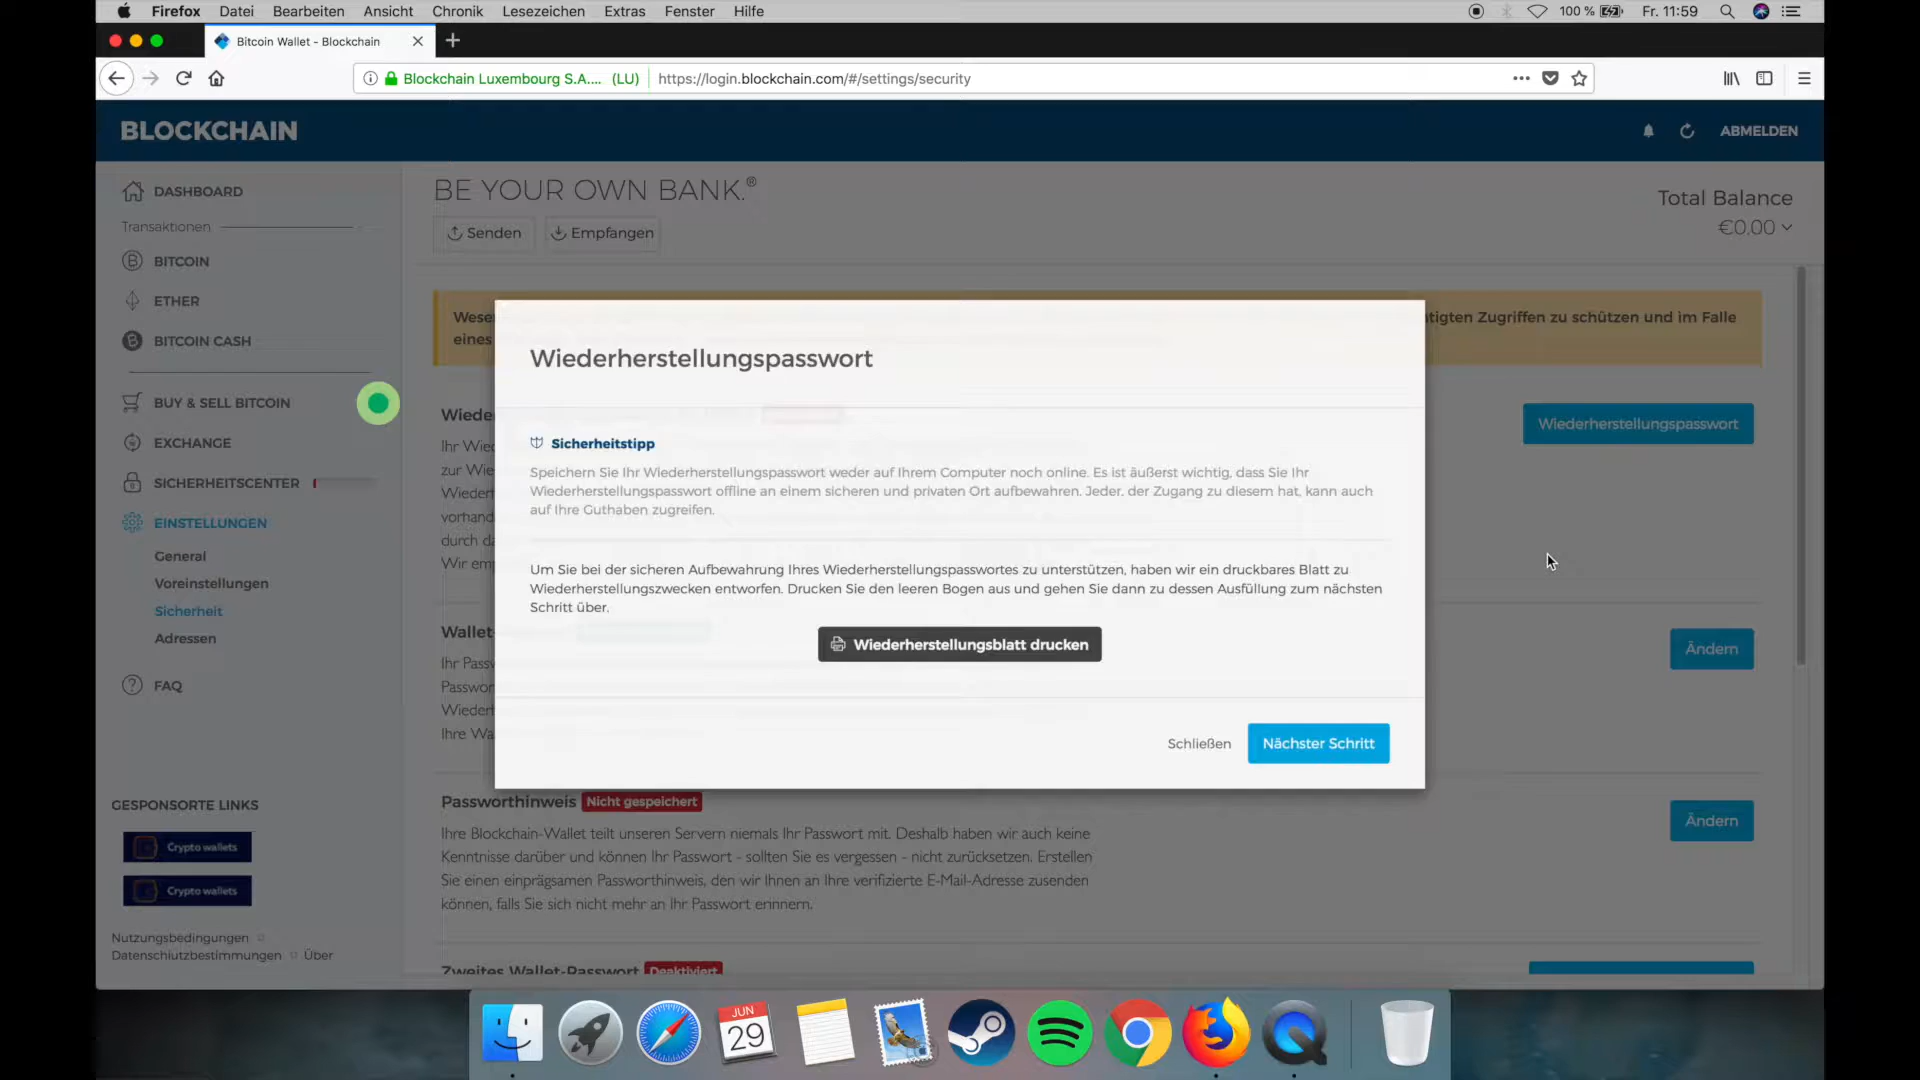 Firefox Datei Bearbeiten Ansicht Chronik Lesezeichen Extras Fenster Hilfe 100 % Fr. 11:59
Bitcoin Wallet - Blockchain
Blockchain Luxembourg S.A.... (LU) https://login.blockchain.com/#/settings/security
BLOCKCHAIN ABMELDEN
DASHBOARD
Transaktionen
BITCOIN
ETHER
BITCOIN CASH
BUY & SELL BITCOIN
EXCHANGE
SICHERHEITSCENTER
EINSTELLUNGEN
General
Voreinstellungen
Sicherheit
Adressen
FAQ
GESPONSORTE LINKS
Crypto wallets
Crypto wallets
Nutzungsbedingungen
Datenschutzbestimmungen Über
BE YOUR OWN BANK.®
Senden Empfangen
Total Balance
€0.00
tigten Zugriffen zu schützen und im Falle
eines
Wiederherstellungspasswort
Wiederherstellungspasswort
Sicherheitstipp
Speichern Sie Ihr Wiederherstellungspasswort weder auf Ihrem Computer noch online. Es ist äußerst wichtig, dass Sie Ihr
Wiederherstellungspasswort offline an einem sicheren und privaten Ort aufbewahren. Jeder, der Zugang zu diesem hat, kann auch
auf Ihre Guthaben zugreifen.
Um Sie bei der sicheren Aufbewahrung Ihres Wiederherstellungspasswortes zu unterstützen, haben wir ein druckbares Blatt zu
Wiederherstellungszwecken entworfen. Drucken Sie den leeren Bogen aus und gehen Sie dann zu dessen Ausfüllung zum nächsten
Schritt über.
Wiederherstellungsblatt drucken
Schließen Nächster Schritt
Wallet-
Ändern
Passworthinweis Nicht gespeichert
Ihre Blockchain-Wallet teilt unseren Servern niemals Ihr Passwort mit. Deshalb haben wir auch keine
Kenntnisse darüber und können Ihr Passwort - sollten Sie es vergessen - nicht zurücksetzen. Erstellen
Sie einen einprägsamen Passworthinweis, den wir Ihnen an Ihre verifizierte E-Mail-Adresse zusenden
können, falls Sie sich nicht mehr an Ihr Passwort erinnern.
Ändern
Zweites Wallet-Passwort Deaktiviert
JUN
29